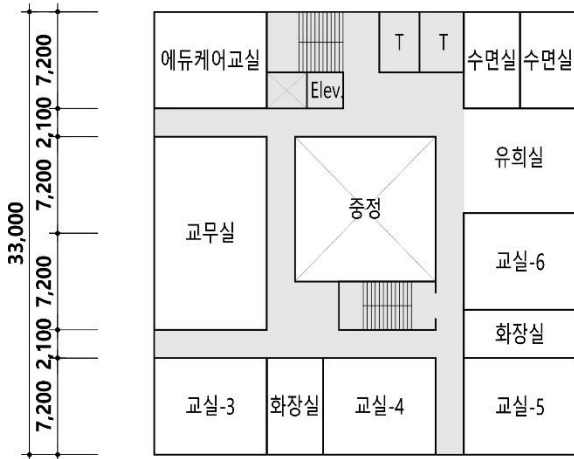 에듀케어교실
T
T
수면실
수면실
Elev.
유희실
중정
교무실
교실-6
화장실
교실-3
화장실
교실-4
교실-5
33,000
7,200
2,100
7,200
7,200
2,100
7,200